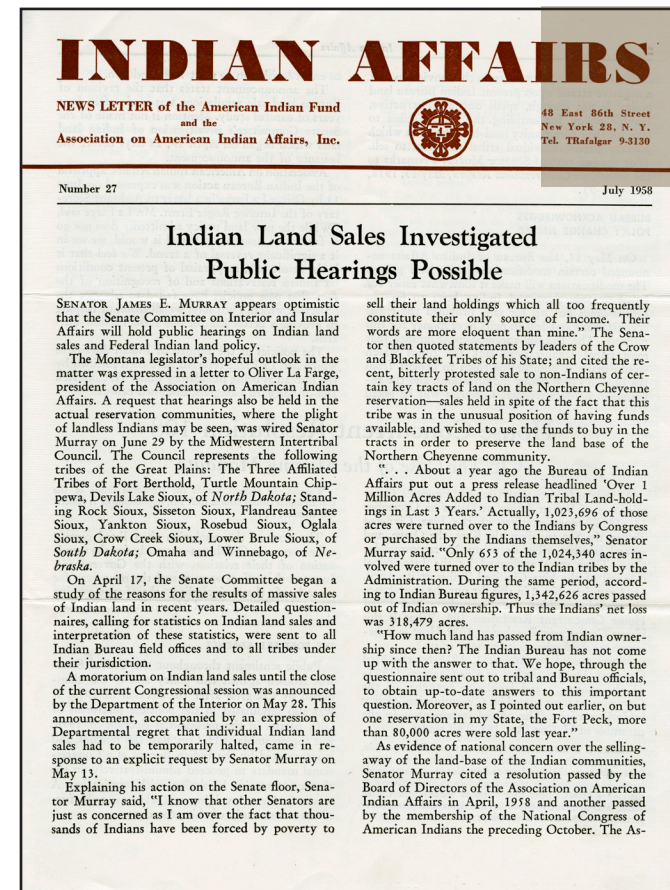 INDIAN AFFAIRS
NEWS LETTER of the American Indian Fund
and the
Association on American Indian Affairs, Inc.
48 East 86th Street
New York 28, N. Y.
Tel. TRafalgar 9-3130
Number 27
July 1958
Indian Land Sales Investigated
Public Hearings Possible
SENATOR JAMES E. MURRAY appears optimistic
that the Senate Committee on Interior and Insular
Affairs will hold public hearings on Indian land
sales and Federal Indian land policy.
The Montana legislator's hopeful outlook in the
matter was expressed in a letter to Oliver La Farge,
president of the Association on American Indian
Affairs. A request that hearings also be held in the
actual reservation communities, where the plight
of landless Indians may be seen, was wired Senator
Murray on June 29 by the Midwestern Intertribal
Council. The Council represents the following
tribes of the Great Plains: The Three Affiliated
Tribes of Fort Berthold, Turtle Mountain Chip-
pewa, Devils Lake Sioux, of North Dakota; Stand-
ing Rock Sioux, Sisseton Sioux, Flandreau Santee
Sioux, Yankton Sioux, Rosebud Sioux, Oglala
Sioux, Crow Creek Sioux, Lower Brule Sioux, of
South Dakota; Omaha and Winnebago, of Ne-
braska.
On April 17, the Senate Committee began a
study of the reasons for the results of massive sales
of Indian land in recent years. Detailed question-
naires, calling for statistics on Indian land sales and
interpretation of these statistics, were sent to all
Indian Bureau field offices and to all tribes under
their jurisdiction.
A moratorium on Indian land sales until the close
of the current Congressional session was announced
by the Department of the Interior on May 28. This
announcement, accompanied by an expression of
Departmental regret that individual Indian land
sales had to be temporarily halted, came in re-
sponse to an explicit request by Senator Murray on
May 13.
Explaining his action on the Senate floor, Sena-
tor Murray said, "I know that other Senators are
just as concerned as I am over the fact that thou-
sands of Indians have been forced by poverty to
sell their land holdings which all too frequently
constitute their only source of income. Their
words are more eloquent than mine." The Sena-
tor then quoted statements by leaders of the Crow
and Blackfeet Tribes of his State; and cited the re-
cent, bitterly protested sale to non-Indians of cer-
tain key tracts of land on the Northern Cheyenne
reservation—sales held in spite of the fact that this
tribe was in the unusual position of having funds
available, and wished to use the funds to buy in the
tracts in order to preserve the land base of the
Northern Cheyenne community.
". . . About a year ago the Bureau of Indian
Affairs put out a press release headlined 'Over 1
Million Acres Added to Indian Tribal Land-hold-
ings in Last 3 Years.' Actually, 1,023,696 of those
acres were turned over to the Indians by Congress
or purchased by the Indians themselves," Senator
Murray said. "Only 653 of the 1,024,340 acres in-
volved were turned over to the Indian tribes by the
Administration. During the same period, accord-
ing to Indian Bureau figures, 1,342,626 acres passed
out of Indian ownership. Thus the Indians' net loss
was 318,479 acres.
"How much land has passed from Indian owner-
ship since then? The Indian Bureau has not come
up with the answer to that. We hope, through the
questionnaire sent out to tribal and Bureau officials,
to obtain up-to-date answers to this important
question. Moreover, as I pointed out earlier, on but
one reservation in my State, the Fort Peck, more
than 80,000 acres were sold last year."
As evidence of national concern over the selling-
away of the land-base of the Indian communities,
Senator Murray cited a resolution passed by the
Board of Directors of the Association on American
Indian Affairs in April, 1958 and another passed
by the membership of the National Congress of
American Indians the preceding October. The As-